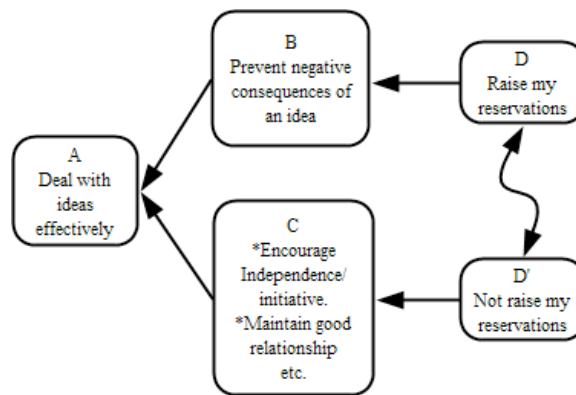 A
Deal with
ideas
effectively
B
Prevent negative
consequences of
an idea
C
*Encourage
Independence/
initiative.
*Maintain good
relationship
etc.
D
Raise my
reservations
D'
Not raise my
reservations